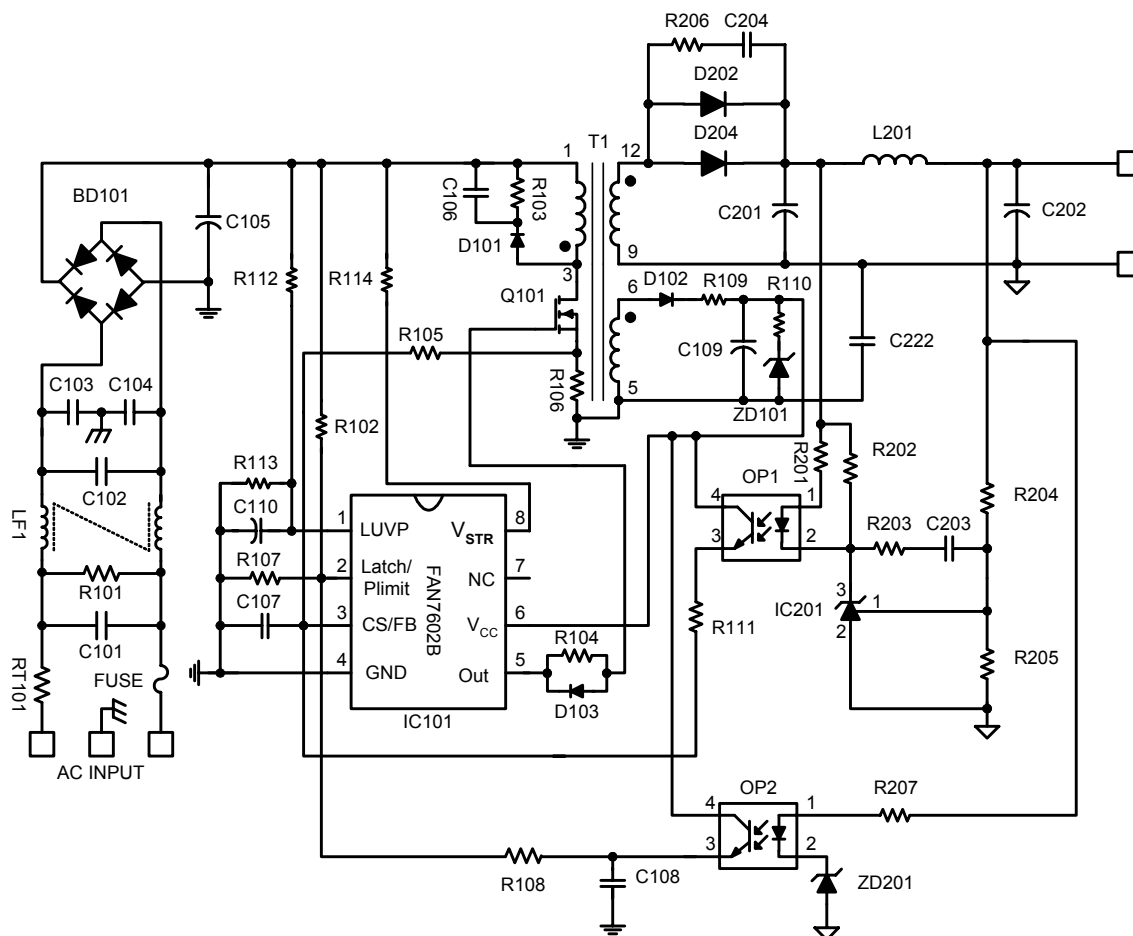 R206
C204
D202
D204
L201
T1
1
12
BD101
C105
C106
R103
D101
C201
C202
3
9
R112
R114
Q101
D102
R109
R110
6
R105
C109
C222
R106
5
ZD101
C103
C104
R102
R201
R202
R113
C102
C110
OP1
R204
LF1
4
1
1
LUVP
VSTR
8
3
2
R203
C203
R107
2
Latch/
Plimit
FAN7602B
NC
7
R101
C107
3
CS/FB
VCC
6
R111
IC201
3
1
2
C101
R104
R205
RT101
FUSE
4
GND
Out
5
D103
IC101
AC INPUT
OP2
R207
4
1
3
2
R108
C108
ZD201